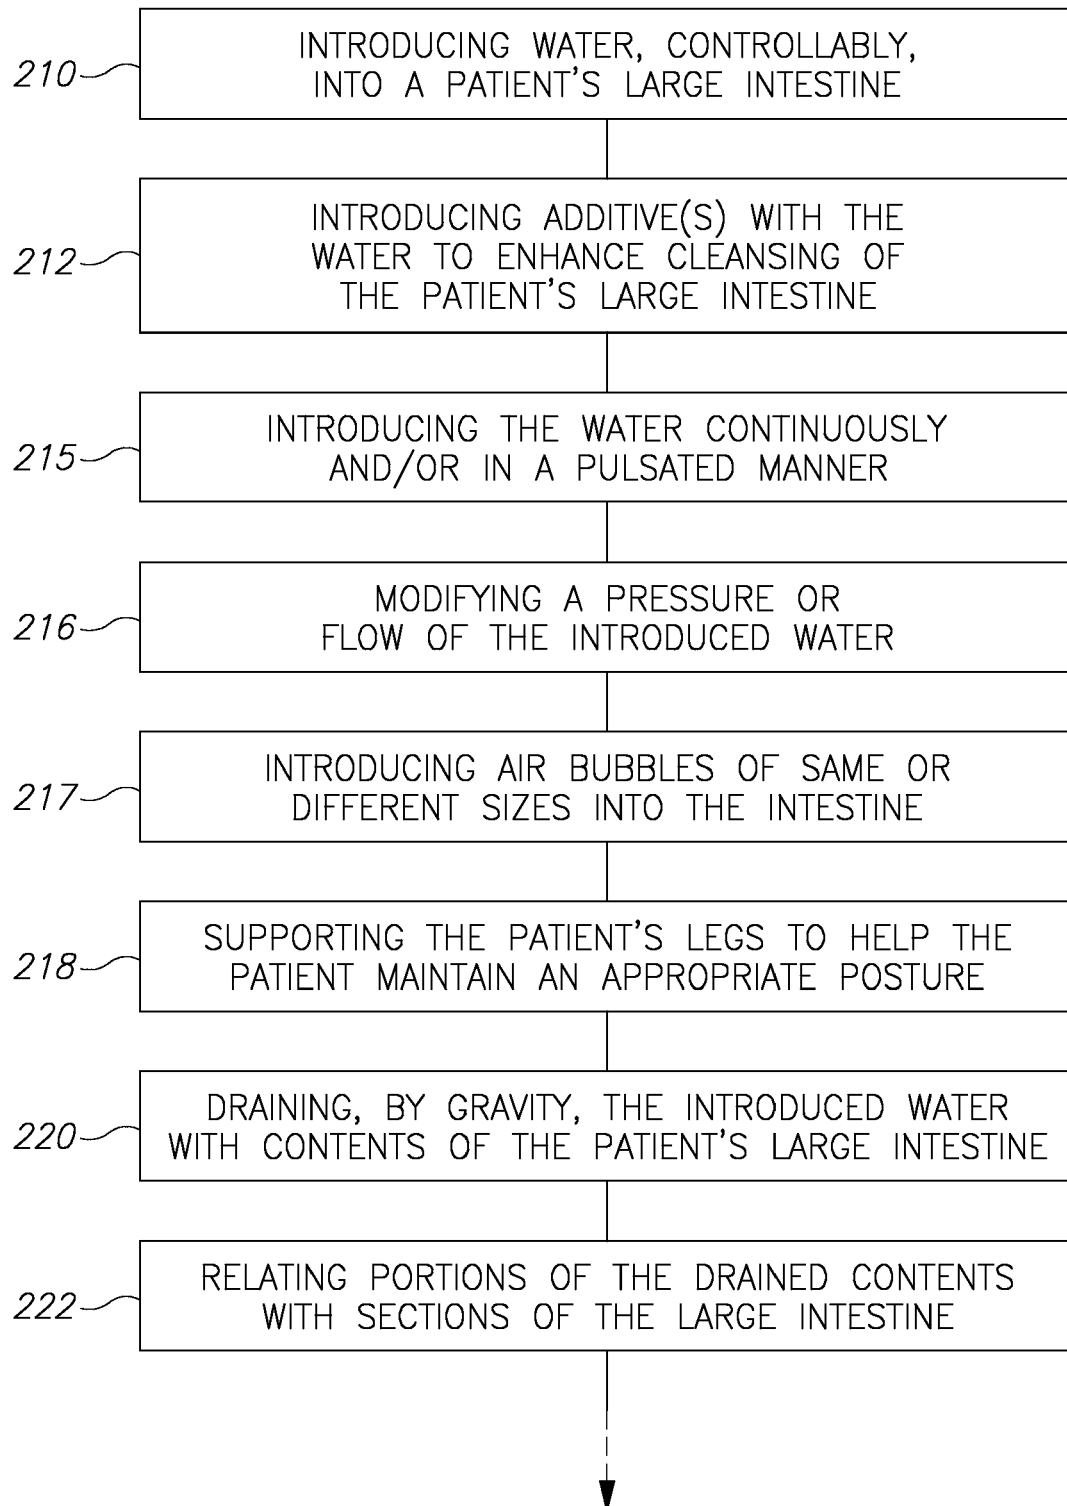 210
INTRODUCING WATER, CONTROLLABLY,
INTO A PATIENT'S LARGE INTESTINE
212
INTRODUCING ADDITIVE(S) WITH THE
WATER TO ENHANCE CLEANSING OF
THE PATIENT'S LARGE INTESTINE
215
INTRODUCING THE WATER CONTINUOUSLY
AND/OR IN A PULSATED MANNER
216
MODIFYING A PRESSURE OR
FLOW OF THE INTRODUCED WATER
217
INTRODUCING AIR BUBBLES OF SAME OR
DIFFERENT SIZES INTO THE INTESTINE
218
SUPPORTING THE PATIENT'S LEGS TO HELP THE
PATIENT MAINTAIN AN APPROPRIATE POSTURE
220
DRAINING, BY GRAVITY, THE INTRODUCED WATER
WITH CONTENTS OF THE PATIENT'S LARGE INTESTINE
222
RELATING PORTIONS OF THE DRAINED CONTENTS
WITH SECTIONS OF THE LARGE INTESTINE